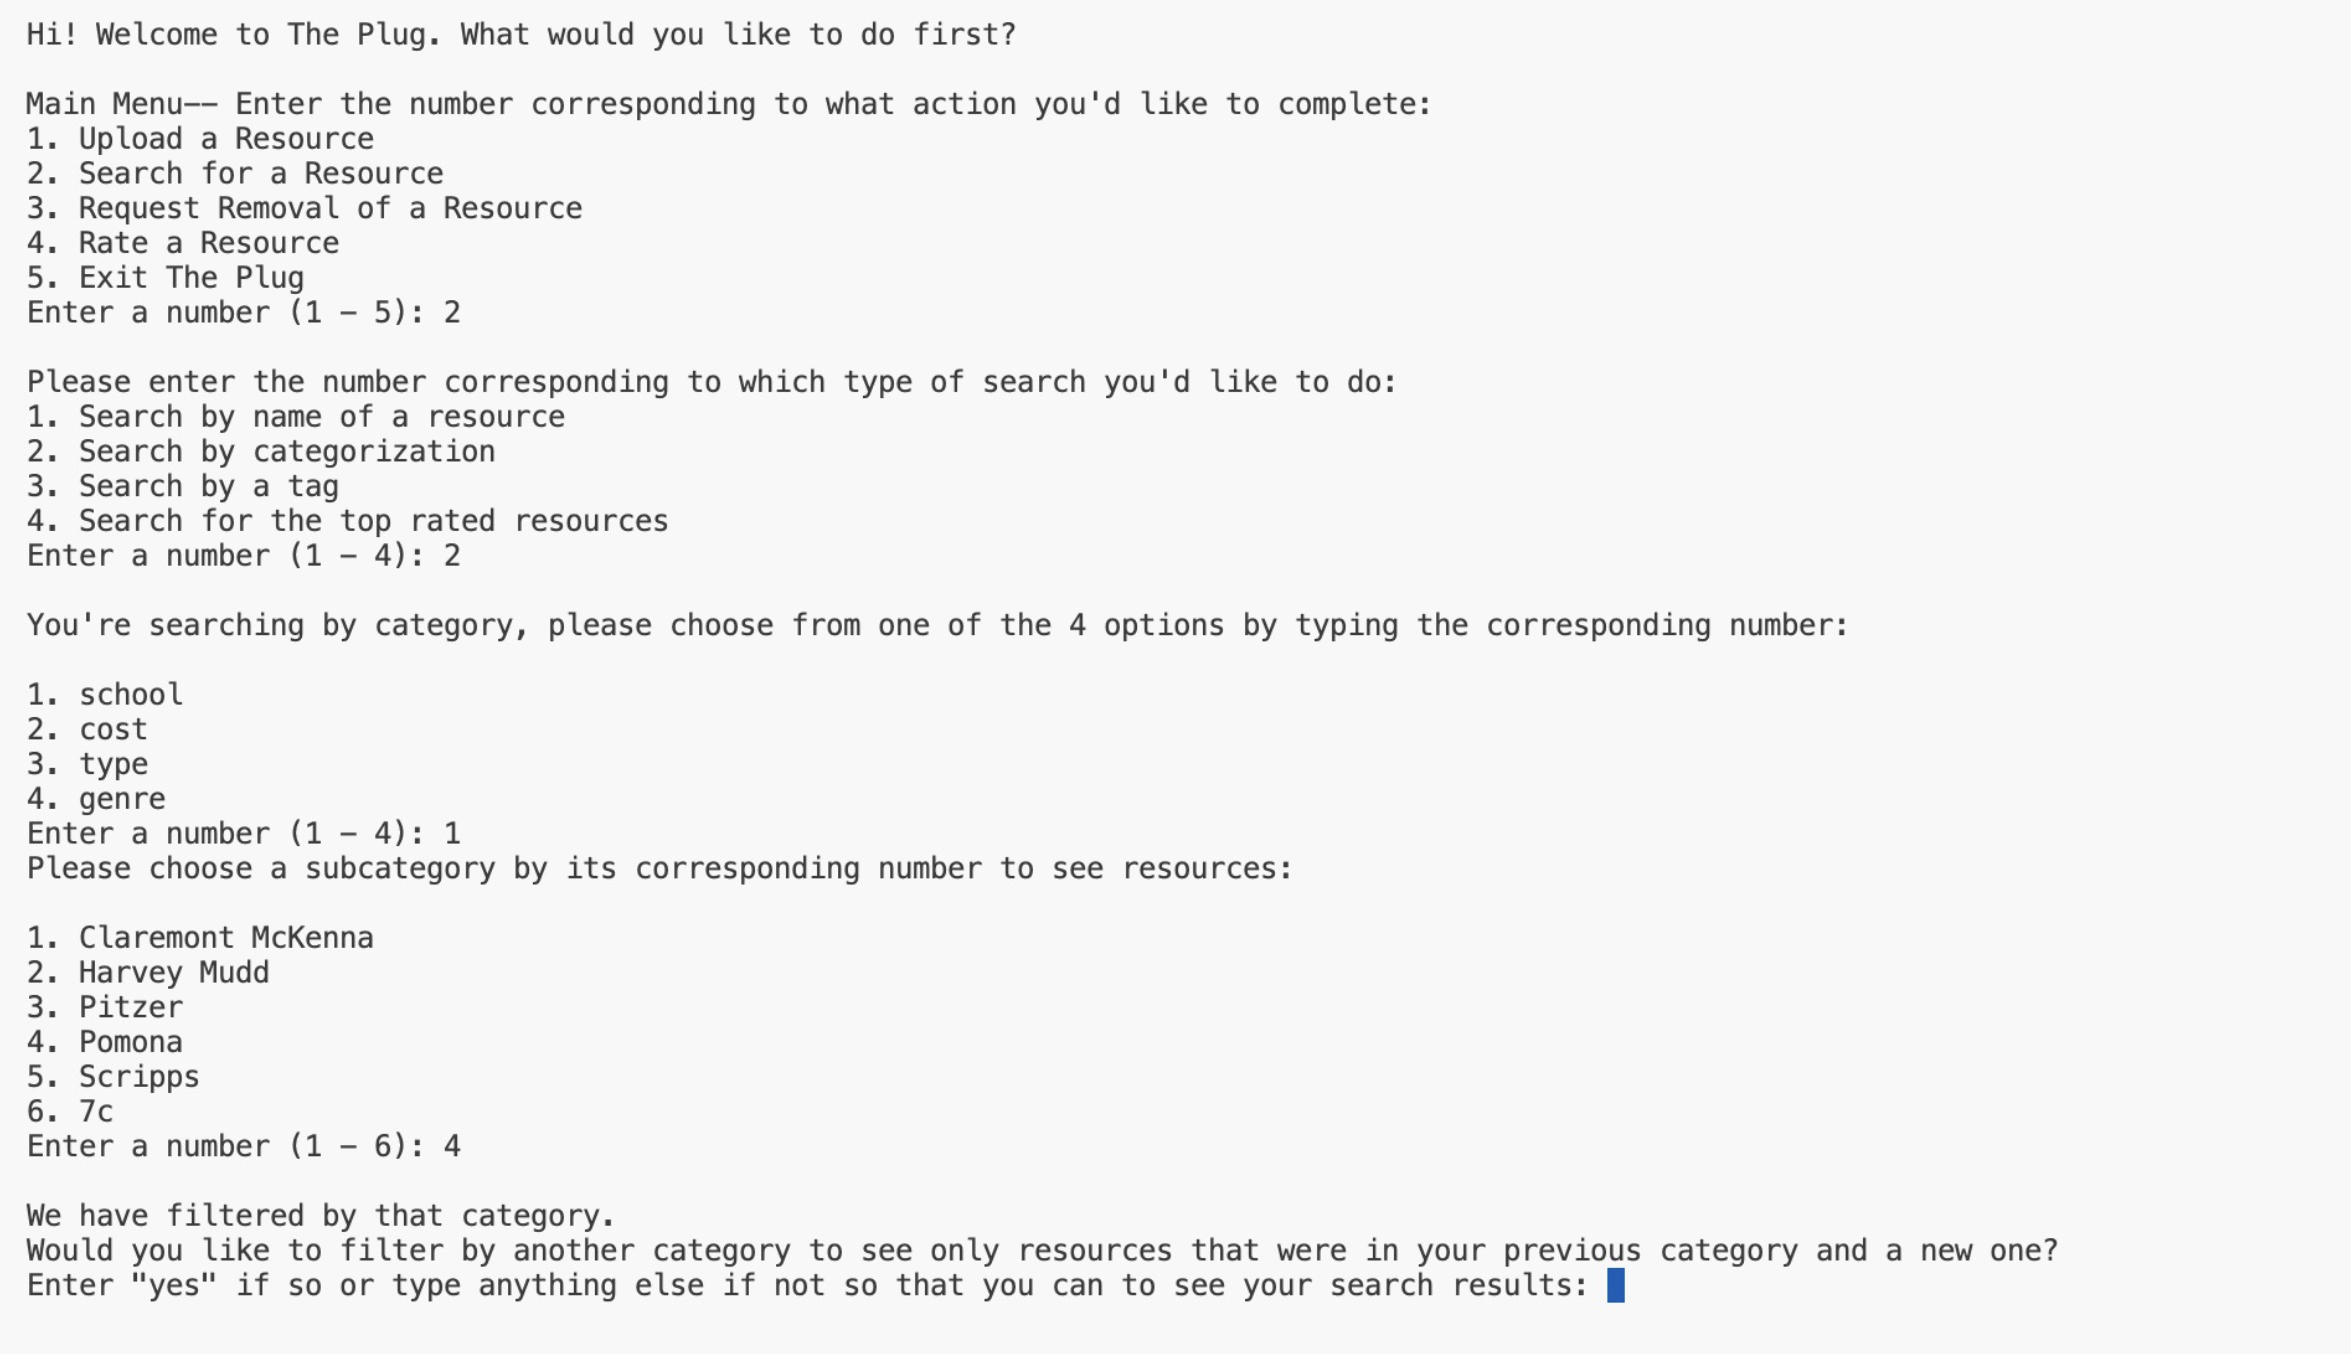 Hi! Welcome to The Plug. What would you like to do first?
Main Menu—— Enter the number corresponding to what action you'd like to complete:
1. Upload a Resource
2. Search for a Resource
3. Request Removal of a Resource
4. Rate a Resource
5. Exit The Plug
Enter a number (1 – 5): 2
Please enter the number corresponding to which type of search you'd like to do:
1. Search by name of a resource
2. Search by categorization
3. Search by a tag
4. Search for the top rated resources
Enter a number (1 – 4): 2
You're searching by category, please choose from one of the 4 options by typing the corresponding number:
1. school
2. cost
3. type
4. genre
Enter a number (1 – 4): 1
Please choose a subcategory by its corresponding number to see resources:
1. Claremont McKenna
2. Harvey Mudd
3. Pitzer
4. Pomona
5. Scripps
6. 7c
Enter a number (1 – 6): 4
We have filtered by that category.
Would you like to filter by another category to see only resources that were in your previous category and a new one?
Enter "yes" if so or type anything else if not so that you can to see your search results: